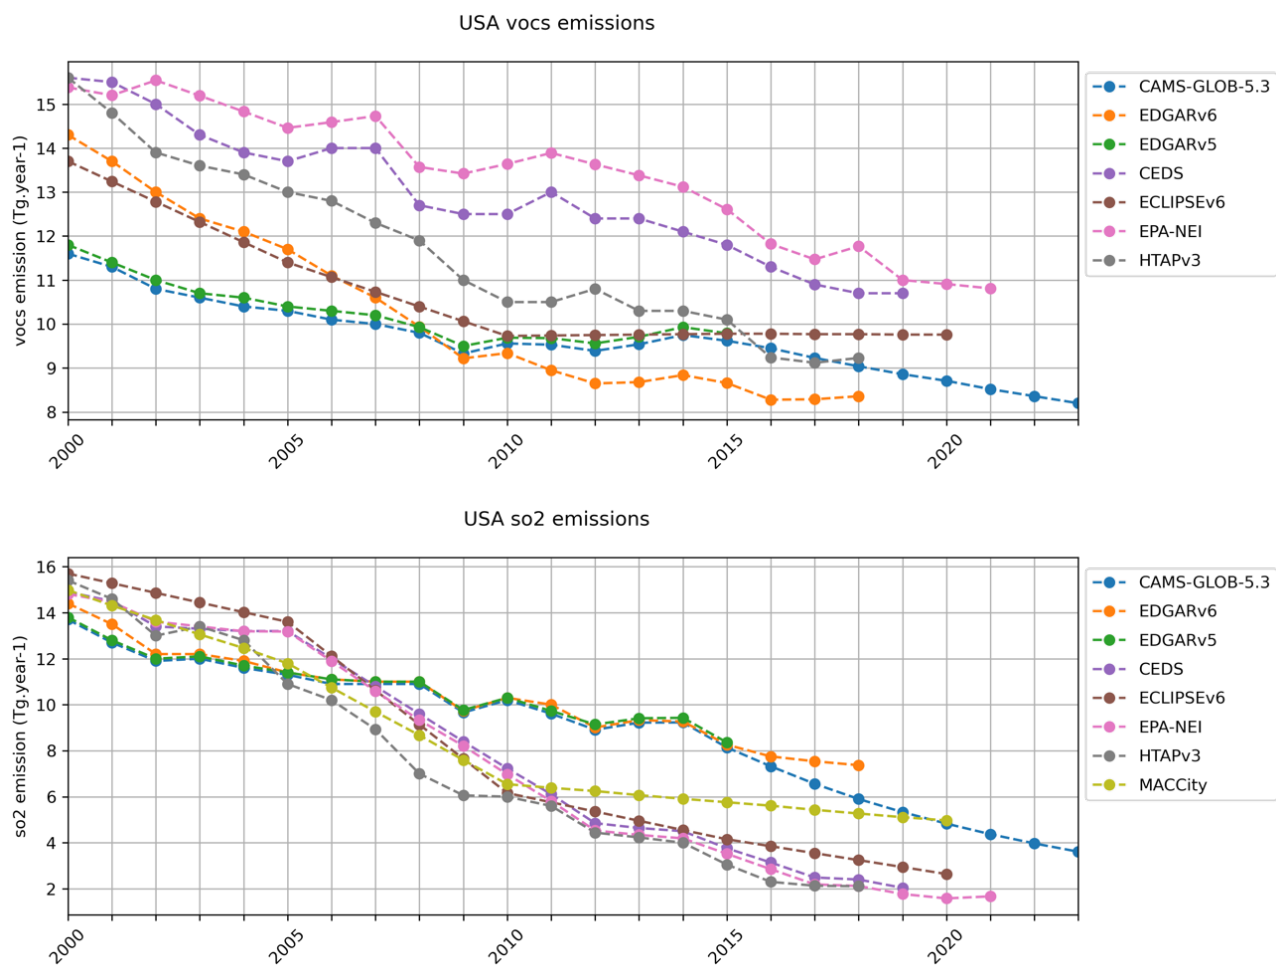 USA vocs emissions
vocs emission (Tg.year-1)
15
14
13
12
11
10
9
8
2000
2005
2010
2015
2020
CAMS-GLOB-5.3
EDGARv6
EDGARv5
CEDS
ECLIPSEv6
EPA-NEI
HTAPv3
USA so2 emissions
so2 emission (Tg.year-1)
16
14
12
10
8
6
4
2
2000
2005
2010
2015
2020
CAMS-GLOB-5.3
EDGARv6
EDGARv5
CEDS
ECLIPSEv6
EPA-NEI
HTAPv3
MACCity